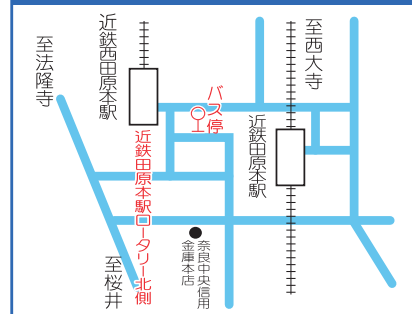 至法隆寺
近鉄西田原本駅
バス停
至西大寺
近鉄田原本駅
近鉄田原本駅ロータリー北側
奈良中央信用
金庫本店
至桜井